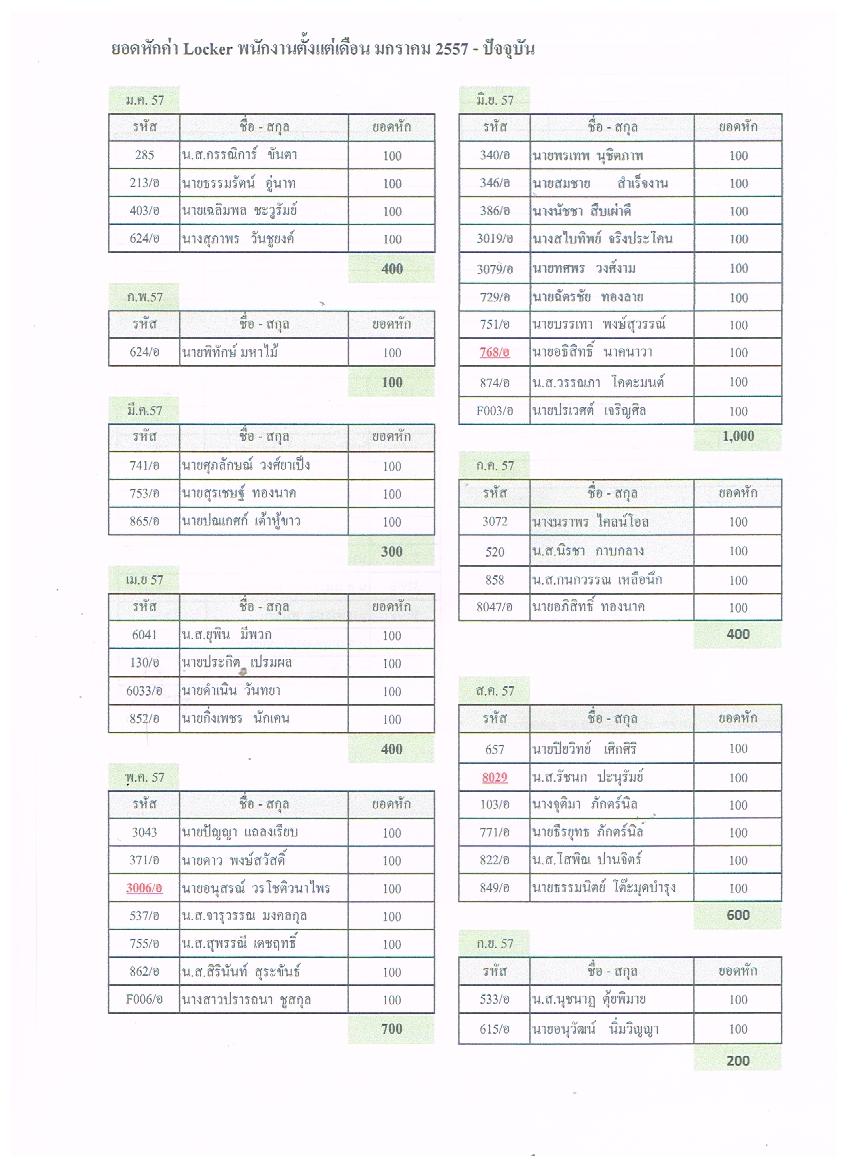 ยอดหักค่า Locker พนักงานตั้งแต่เดือน มกราคม 2557 - ปัจจุบัน
ม.ค. 57
รหัส ชื่อ - สกุล ยอดหัก
285 น.ส.กรรณิการ์ ขันตา 100
213/อ นายธรรมรัตน์ อู่นาท 100
403/อ นายเฉลิมพล ชะวูรัมย์ 100
624/อ นางสุภาพร วันชูยงค์ 100
400
ก.พ.57
รหัส ชื่อ - สกุล ยอดหัก
624/อ นายพิทักษ์ มหาไม้ 100
100
มี.ค.57
รหัส ชื่อ - สกุล ยอดหัก
741/อ นายศุภลักษณ์ วงศ์ยาเป็ง 100
753/อ นายสุรเชษฐ์ ทองนาค 100
865/อ นายปณเกศก์ เต้าหู้ขาว 100
300
เม.ย 57
รหัส ชื่อ - สกุล ยอดหัก
6041 น.ส.ยุพิน มีพวก 100
130/อ นายประกิต เปรมผล 100
6033/อ นายดำเนิน วันทยา 100
852/อ นายกิ่งเพชร นักเคน 100
400
พ.ค. 57
รหัส ชื่อ - สกุล ยอดหัก
3043 นายปัญญา แถลงเรียบ 100
371/อ นายดาว พงษ์สวัสดิ์ 100
3006/อ นายอนุสรณ์ วรโชติวนาไพร 100
537/อ น.ส.จารุวรรณ มงคลกุล 100
755/อ น.ส.สุพรรณี เดชฤทธิ์ 100
862/อ น.ส.สิรินันท์ สุระขันธ์ 100
F006/อ นางสาวปรารถนา ชูสกุล 100
700
มิ.ย. 57
รหัส ชื่อ - สกุล ยอดหัก
340/อ นายพรเทพ นุชิตภาพ 100
346/อ นายสมชาย สำเร็จงาน 100
386/อ นางนัชชา สืบเผ่าดี 100
3019/อ นางสไบทิพย์ จริงประโคน 100
3079/อ นายทศพร วงศ์งาม 100
729/อ นายฉัตรชัย ทองลาย 100
751/อ นายบรรเทา พงษ์สุวรรณ์ 100
768/อ นายอธิสิทธิ์ นาคนาวา 100
874/อ น.ส.วรรณภา โคตะมนต์ 100
F003/อ นายปรเวศต์ เจริญศิล 100
1,000
ก.ค. 57
รหัส ชื่อ - สกุล ยอดหัก
3072 นางนราพร ไคลน์โอล 100
520 น.ส.นิรชา กาบกลาง 100
858 น.ส.กนกวรรณ เหลือนึก 100
8047/อ นายอภิสิทธิ์ ทองนาค 100
400
ส.ค. 57
รหัส ชื่อ - สกุล ยอดหัก
657 นายปิยวิทย์ เศิกศิริ 100
8029 น.ส.รัชนก ปะนุรัมย์ 100
103/อ นางจุติมา ภักดร์นิล 100
771/อ นายธีรยุทธ ภักดร์นิล 100
822/อ น.ส.โสพิณ ปานจิตร์ 100
849/อ นายธรรมนิตย์ โต๊ะมุดบำรุง 100
600
ก.ย. 57
รหัส ชื่อ - สกุล ยอดหัก
533/อ น.ส.นุชนาฏ คุ้ยพิมาย 100
615/อ นายอนุวัฒน์ นิ่มวิญญา 100
200